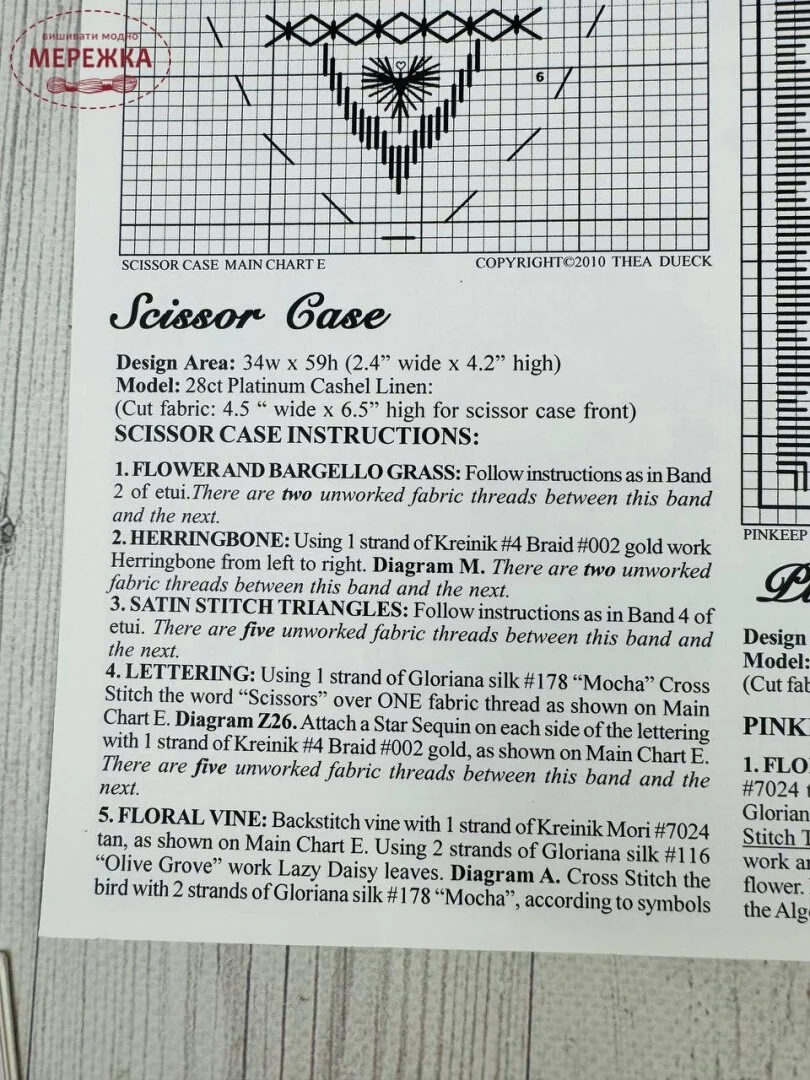 вишивати модно
МЕРЕЖКА
6
SCISSOR CASE MAIN CHART E
COPYRIGHT©2010 THEA DUECK
Scissor Case
Design Area: 34w x 59h (2.4” wide x 4.2” high)
Model: 28ct Platinum Cashel Linen:
(Cut fabric: 4.5 “ wide x 6.5” high for scissor case front)
SCISSOR CASE INSTRUCTIONS:
1. FLOWER AND BARGELLO GRASS: Follow instructions as in Band
2 of etui. There are two unworked fabric threads between this band
and the next.
2. HERRINGBONE: Using 1 strand of Kreinik #4 Braid #002 gold work
Herringbone from left to right. Diagram M. There are two unworked
fabric threads between this band and the next.
3. SATIN STITCH TRIANGLES: Follow instructions as in Band 4 of
etui. There are five unworked fabric threads between this band and
the next.
4. LETTERING: Using 1 strand of Gloriana silk #178 “Mocha” Cross
Stitch the word “Scissors” over ONE fabric thread as shown on Main
Chart E. Diagram Z26. Attach a Star Sequin on each side of the lettering
with 1 strand of Kreinik #4 Braid #002 gold, as shown on Main Chart E.
There are five unworked fabric threads between this band and the
next.
5. FLORAL VINE: Backstitch vine with 1 strand of Kreinik Mori #7024
tan, as shown on Main Chart E. Using 2 strands of Gloriana silk #116
“Olive Grove” work Lazy Daisy leaves. Diagram A. Cross Stitch the
bird with 2 strands of Gloriana silk #178 “Mocha”, according to symbols
PINKEEP
Design
Model:
(Cut fab
PINK
1. FLO
#7024 t
Glorian
Stitch T
work a
flower.
the Alg